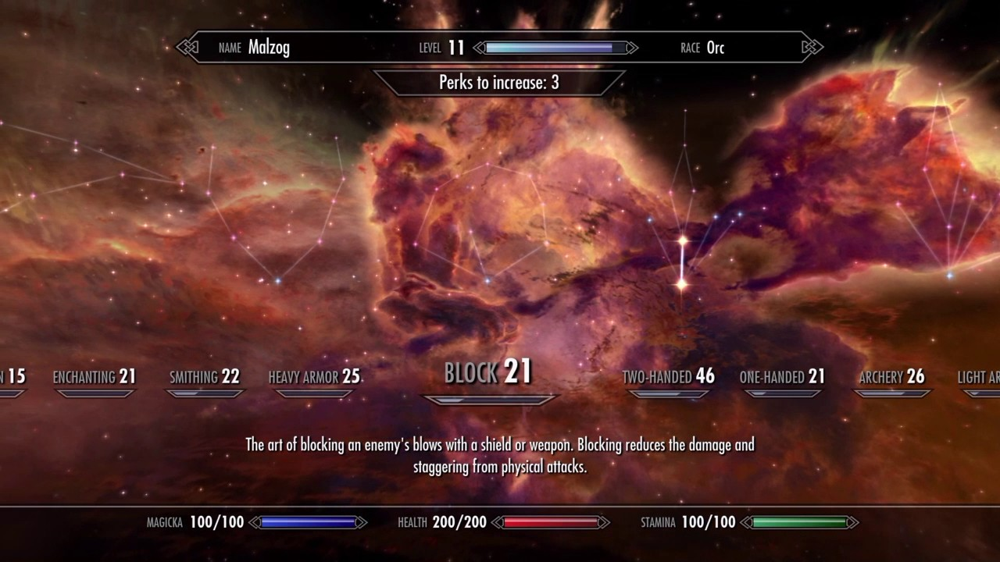 NAME Malzog LEVEL 11 RACE Orc
Perks to increase: 3
N 15 ENCHANTING 21 SMITHING 22 HEAVY ARMOR 25 BLOCK 21 TWO-HANDED 46 ONE-HANDED 21 ARCHERY 26 LIGHT AR
The art of blocking an enemy's blows with a shield or weapon. Blocking reduces the damage and
staggering from physical attacks.
MAGICKA 100/100 HEALTH 200/200 STAMINA 100/100